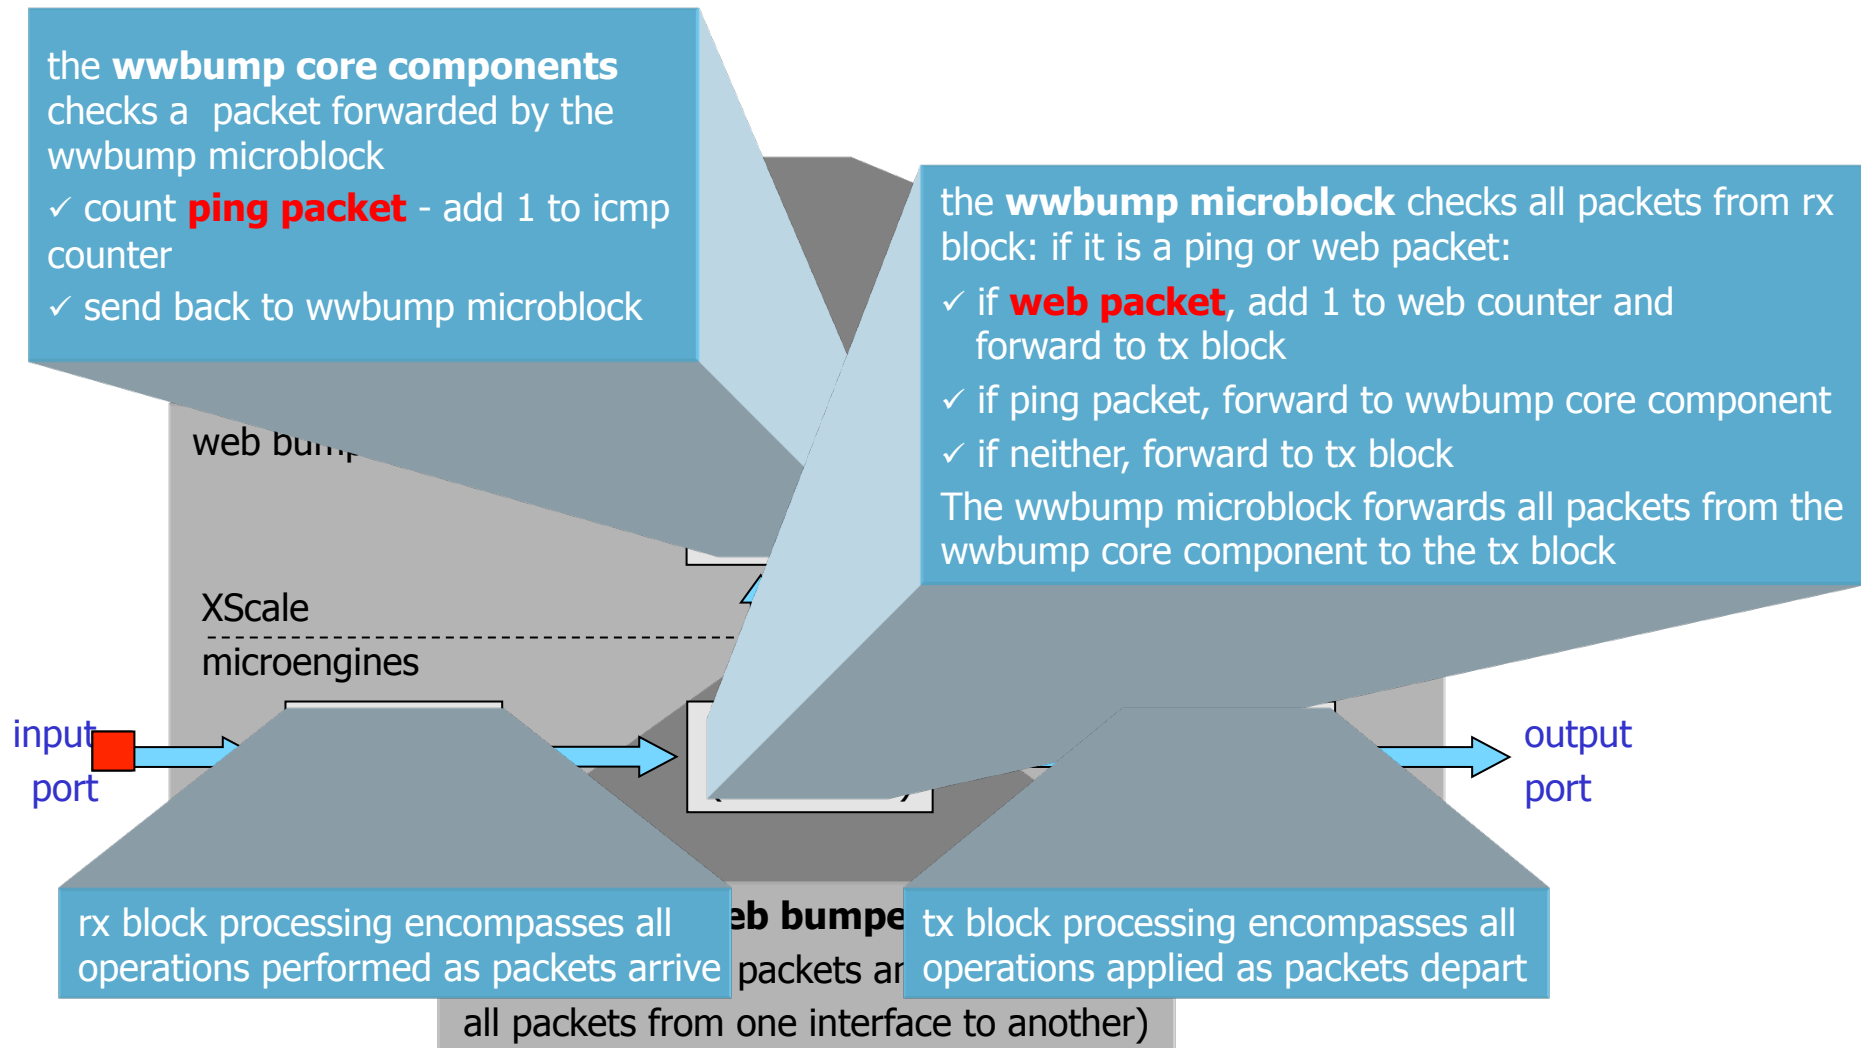 the wwbump core components
checks a packet forwarded by the
wwbump microblock
✓ count ping packet - add 1 to icmp
counter
✓ send back to wwbump microblock
the wwbump microblock checks all packets from rx
block: if it is a ping or web packet:
✓ if web packet, add 1 to web counter and
forward to tx block
✓ if ping packet, forward to wwbump core component
✓ if neither, forward to tx block
The wwbump microblock forwards all packets from the
wwbump core component to the tx block
web
XScale
microengines
input
port
output
port
rx block processing encompasses all
operations performed as packets arrive
packets
all packets from one interface to another)
tx block processing encompasses all
operations applied as packets depart